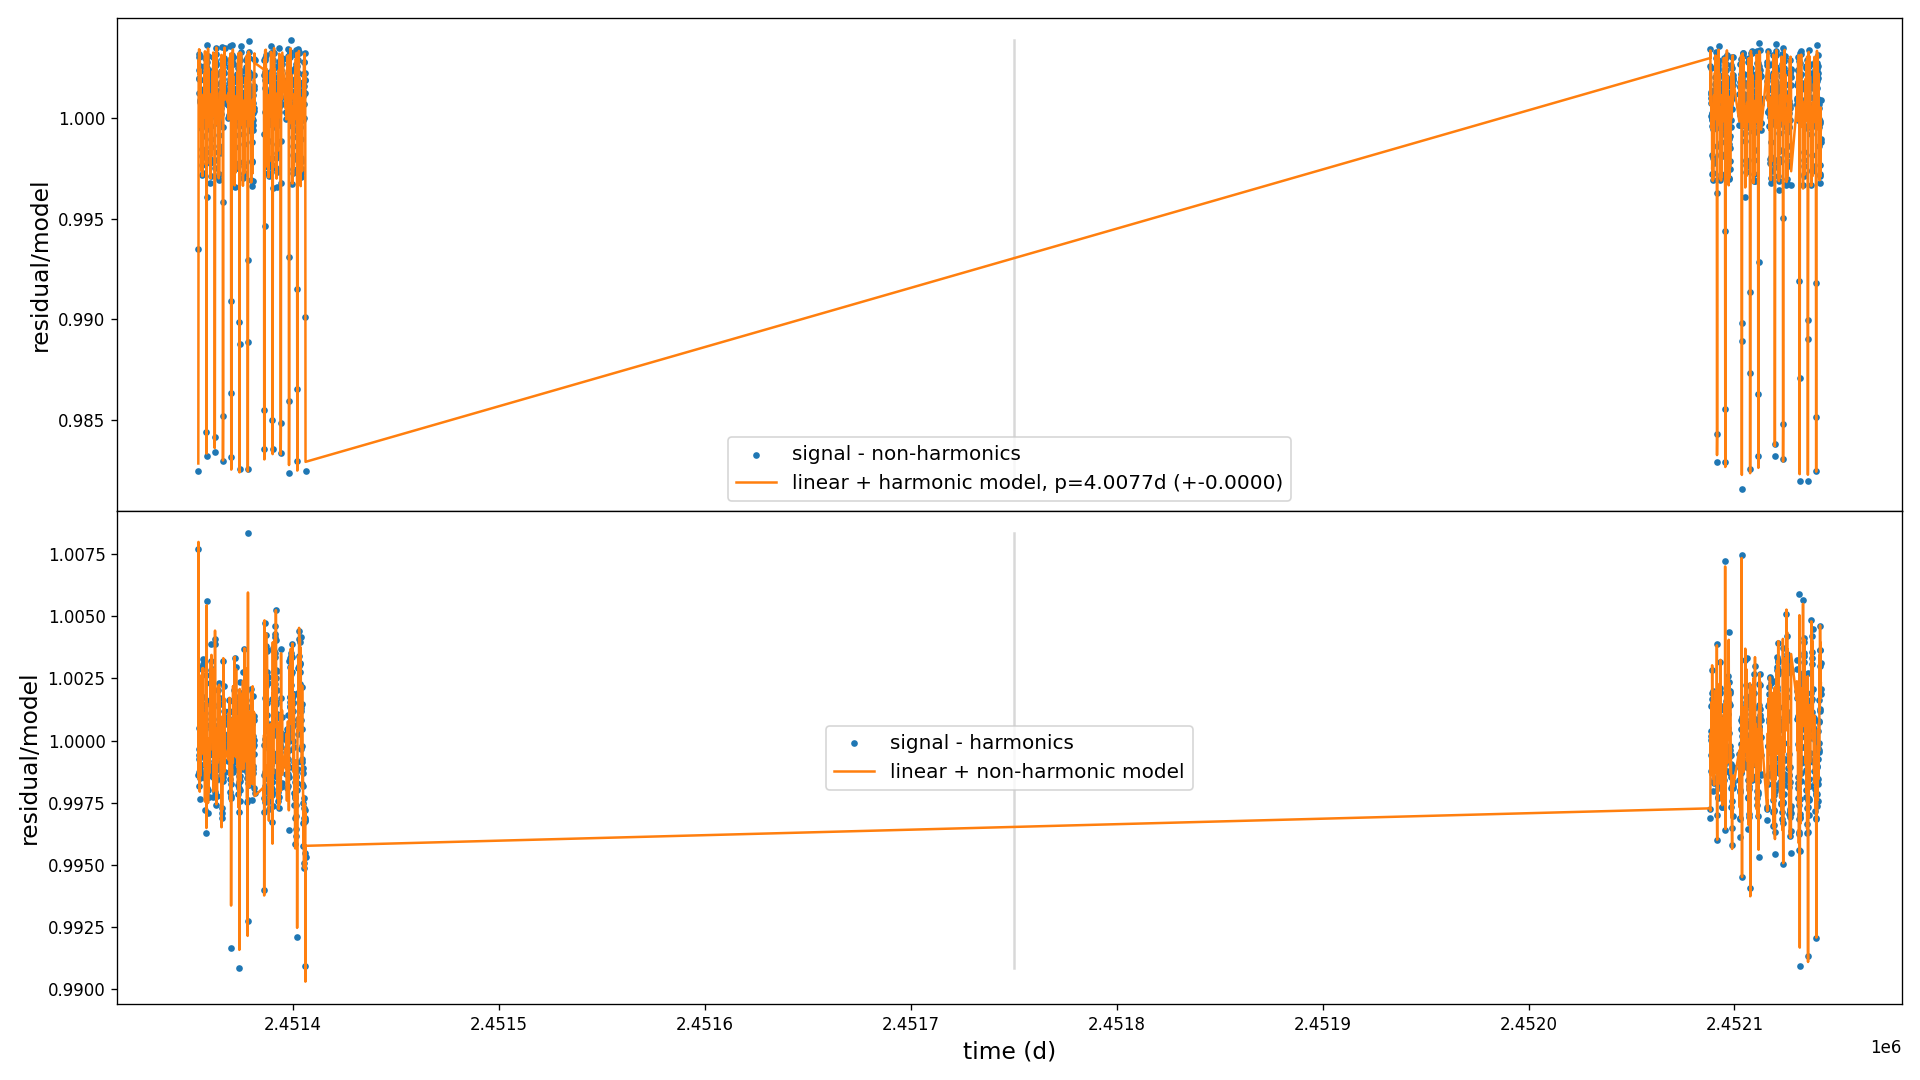 residual/model
1.000
0.995
0.990
0.985
signal - non-harmonics
linear + harmonic model, p=4.0077d (+-0.0000)
residual/model
1.0075
1.0050
1.0025
1.0000
0.9975
0.9950
0.9925
0.9900
signal - harmonics
linear + non-harmonic model
2.4514 2.4515 2.4516 2.4517 2.4518 2.4519 2.4520 2.4521
1e6
time (d)